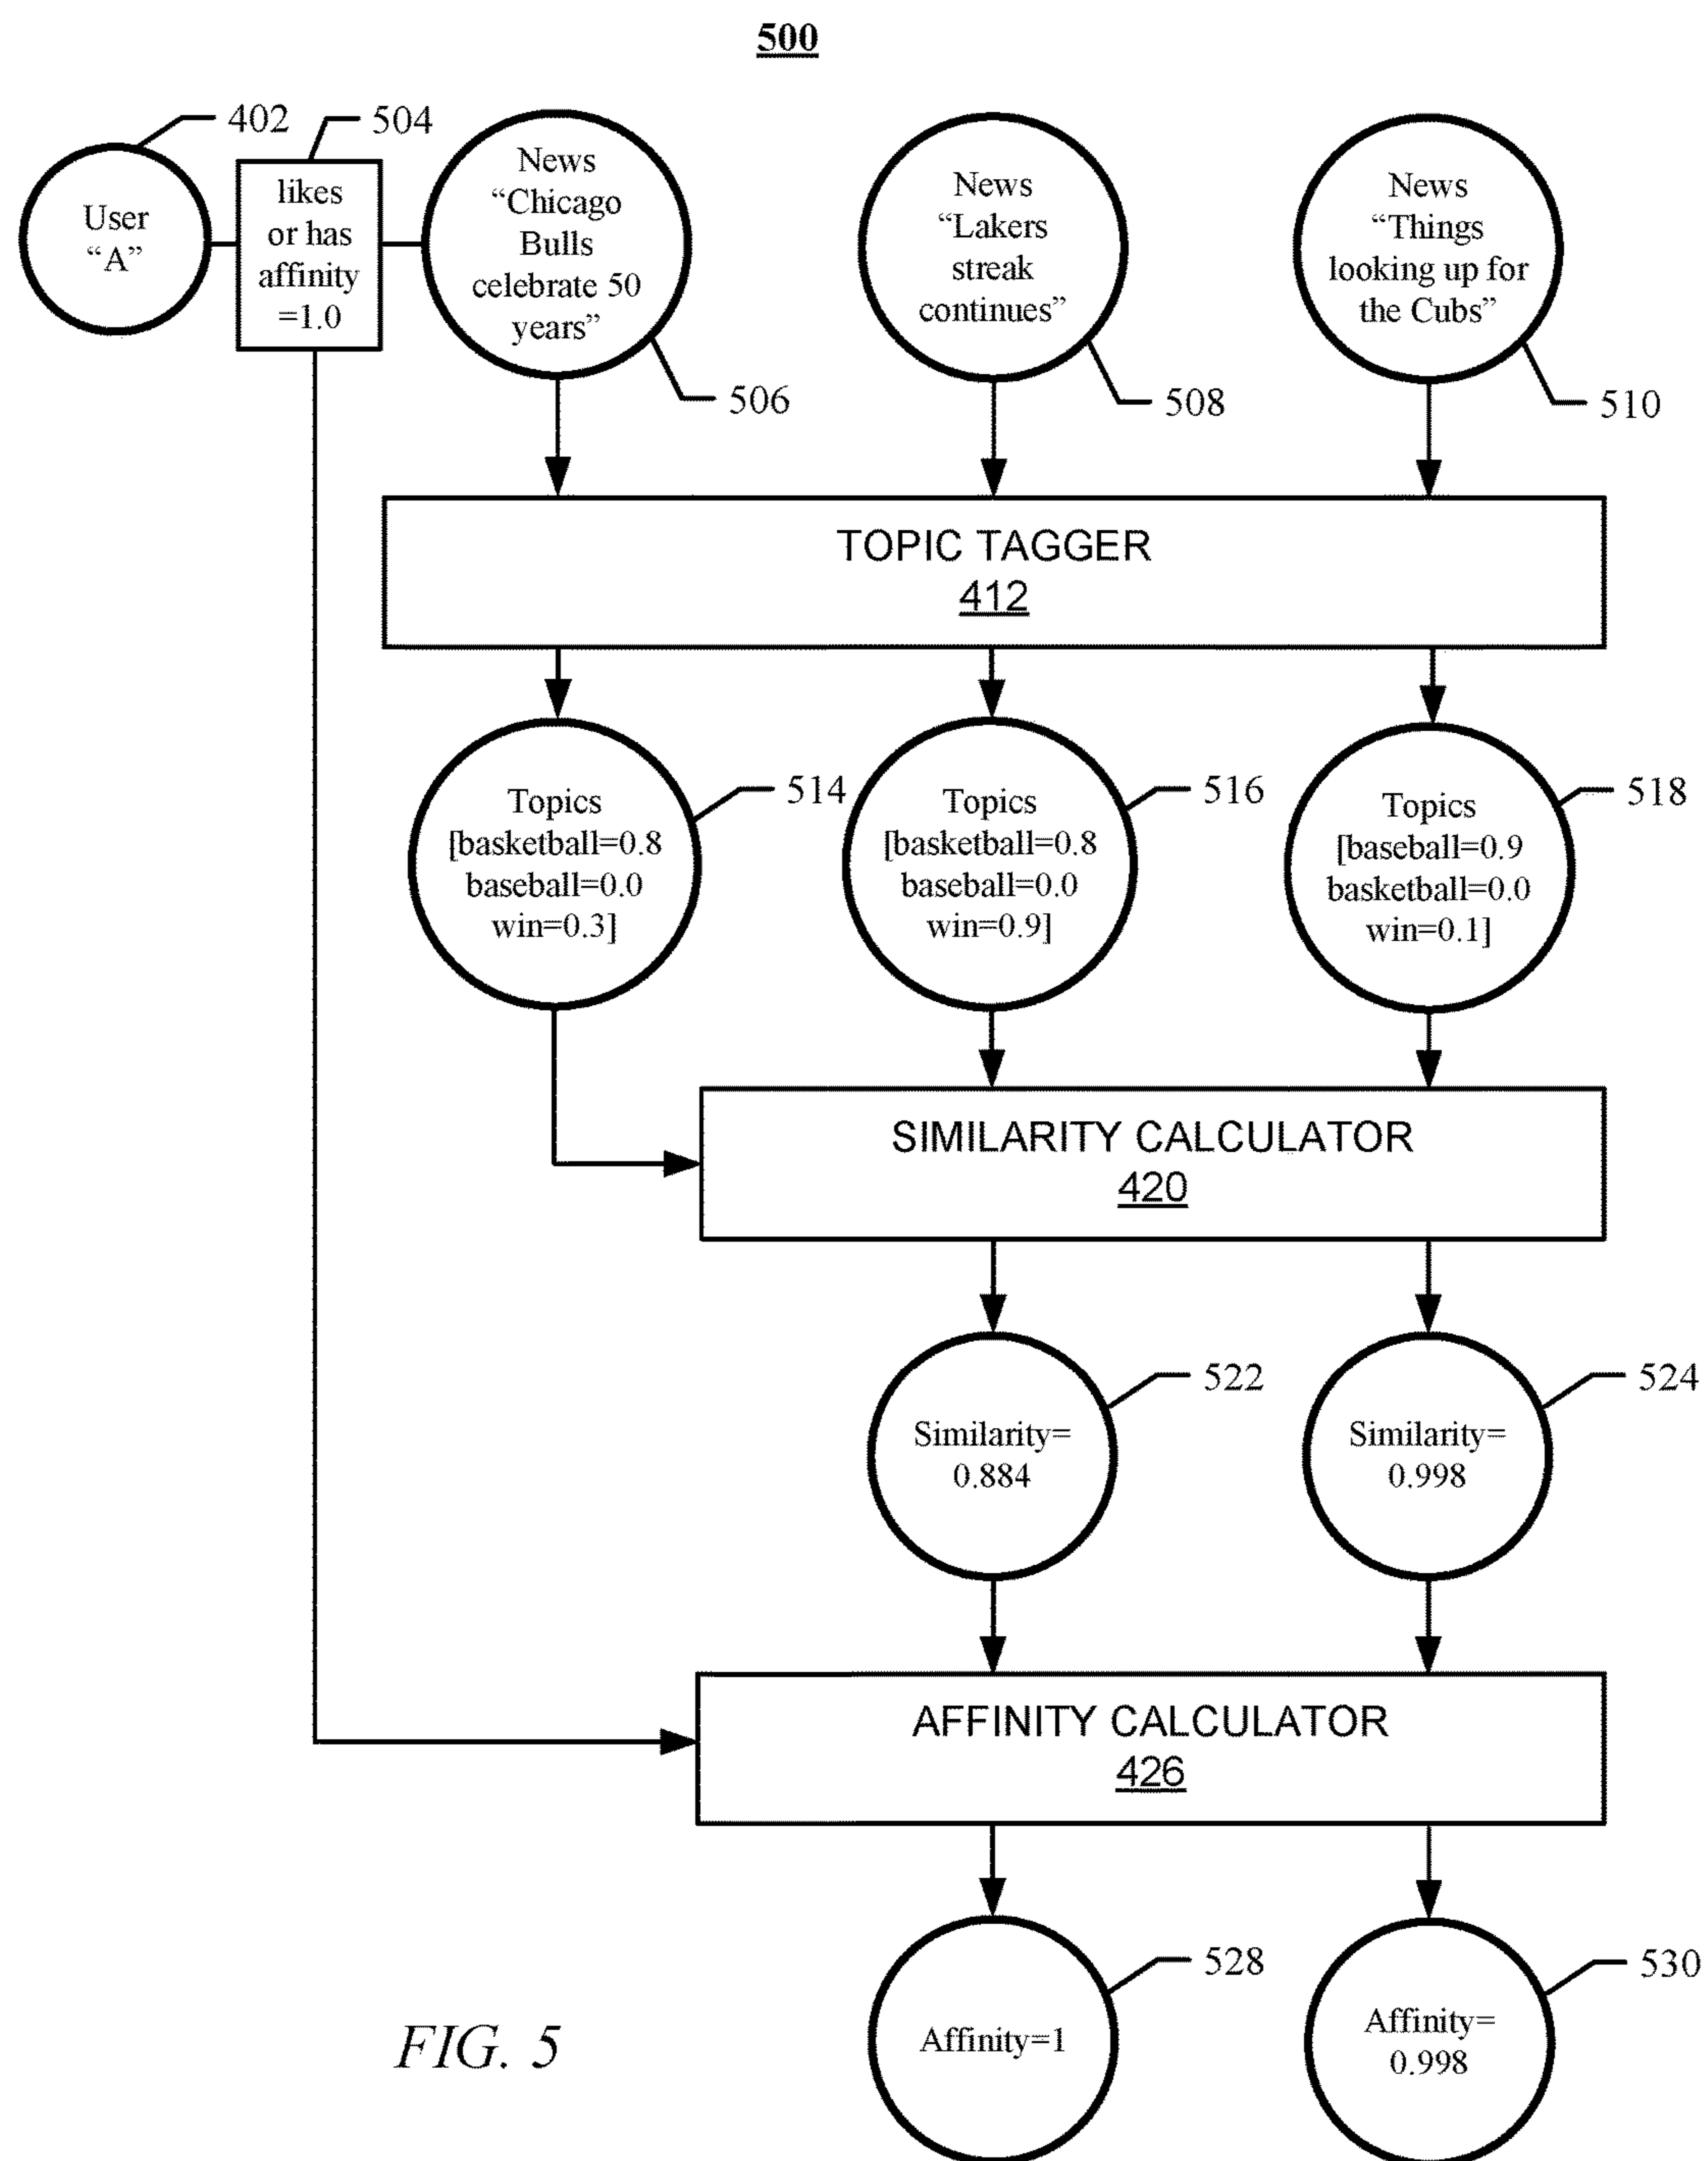 500
402
504
User
“A”
likes
or has
affinity
=1.0
News
“Chicago
Bulls
celebrate 50
years”
506
News
“Lakers
streak
continues”
508
News
“Things
looking up for
the Cubs”
510
TOPIC TAGGER
412
Topics
[basketball=0.8
baseball=0.0
win=0.3]
514
Topics
[basketball=0.8
baseball=0.0
win=0.9]
516
Topics
[baseball=0.9
basketball=0.0
win=0.1]
518
SIMILARITY CALCULATOR
420
Similarity=
0.884
522
Similarity=
0.998
524
AFFINITY CALCULATOR
426
Affinity=1
528
Affinity=
0.998
530
FIG. 5